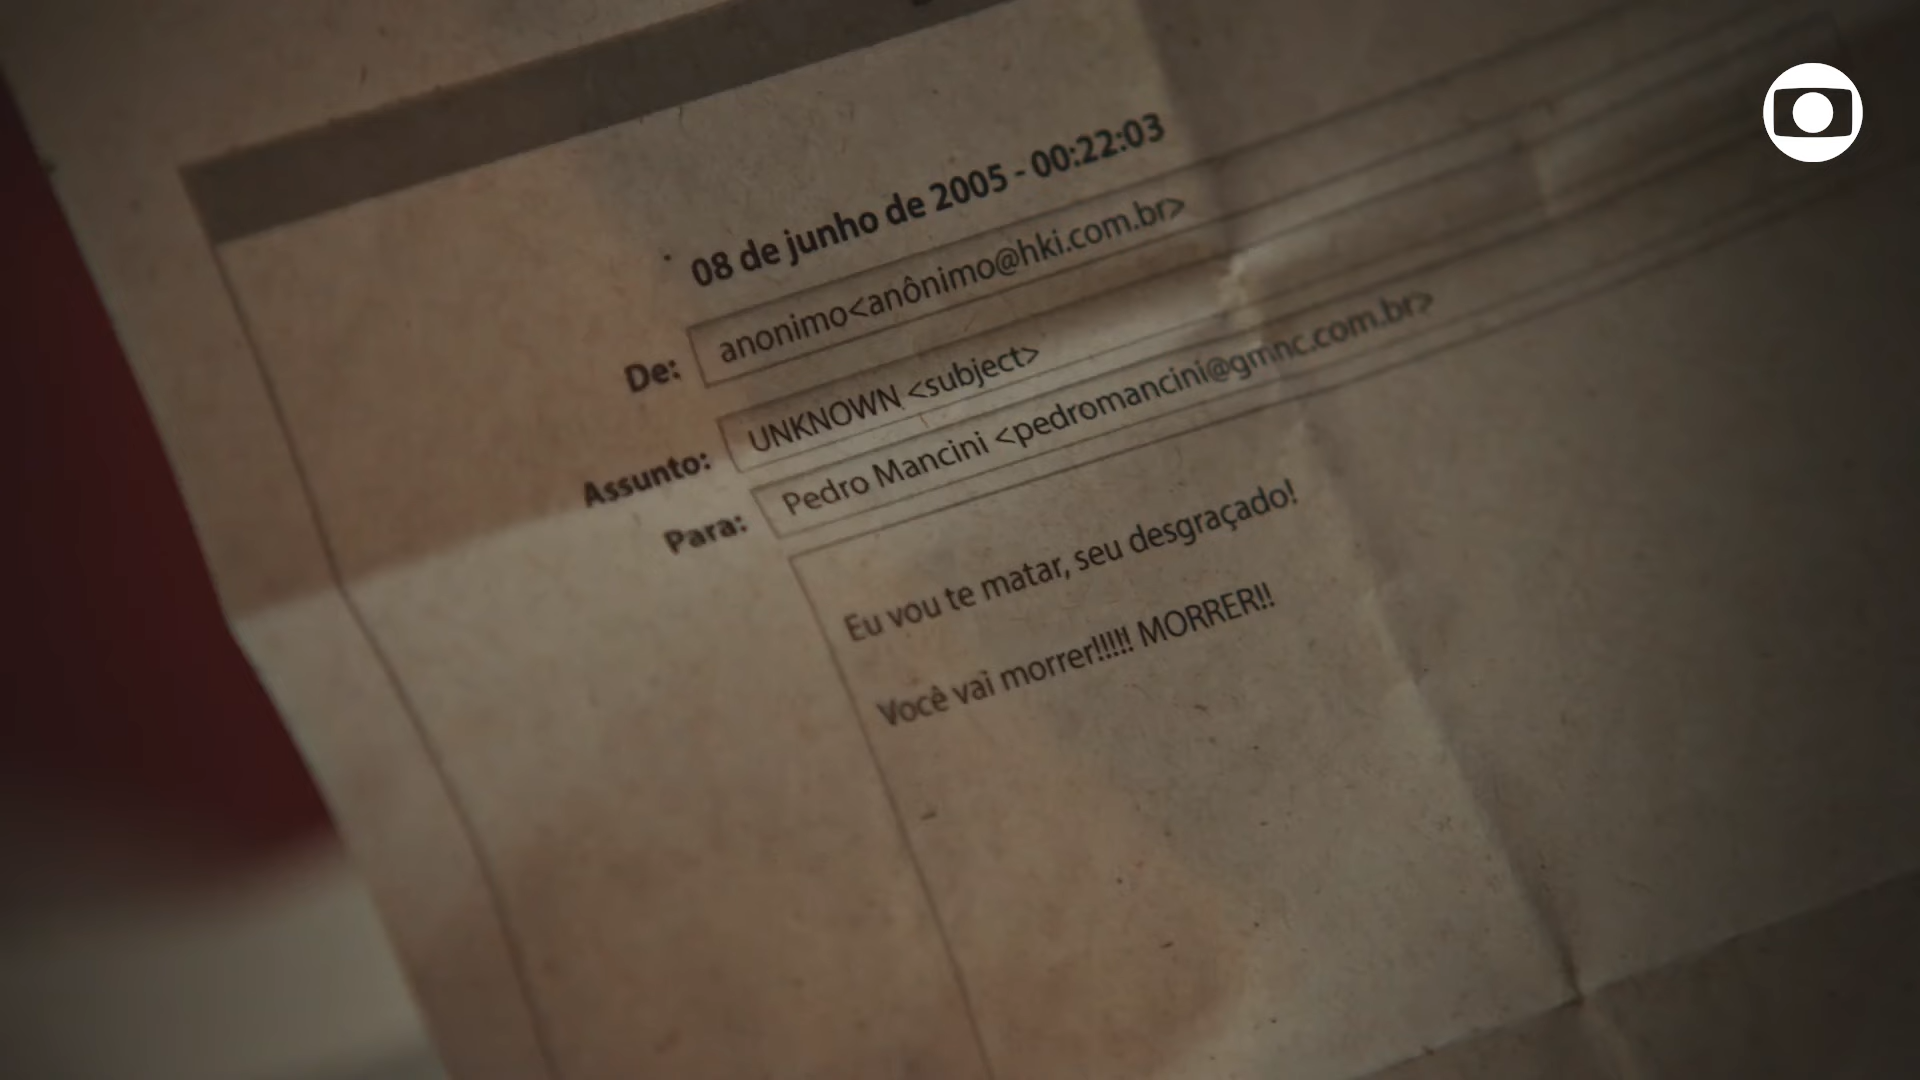 08 de junho de 2005 - 00:22:03
De: anonimo<anônimo@hki.com.br>
Assunto: UNKNOWN <subject>
Para: Pedro Mancini <pedromancini@gmnc.com.br>
Eu vou te matar, seu desgraçado!
Você vai morrer!!!!! MORRER!!